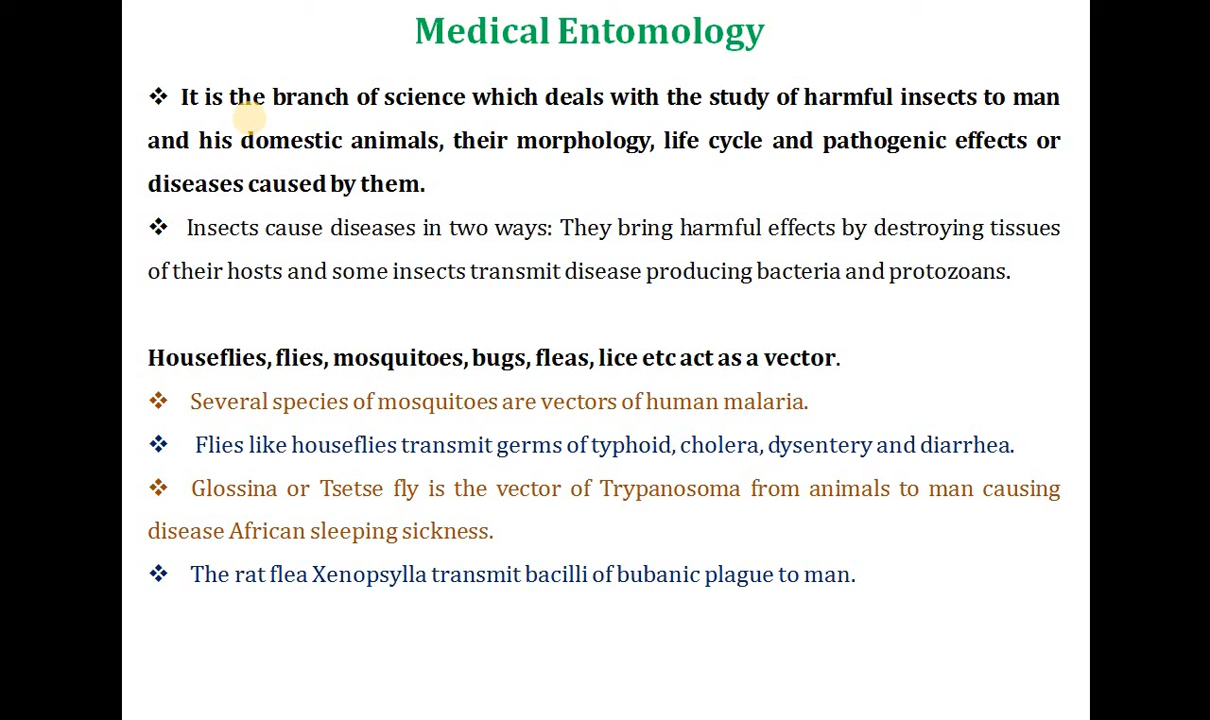 Medical Entomology
❖ It is the branch of science which deals with the study of harmful insects to man
and his domestic animals, their morphology, life cycle and pathogenic effects or
diseases caused by them.
❖ Insects cause diseases in two ways: They bring harmful effects by destroying tissues
of their hosts and some insects transmit disease producing bacteria and protozoans.
Houseflies, flies, mosquitoes, bugs, fleas, lice etc act as a vector.
❖ Several species of mosquitoes are vectors of human malaria.
❖ Flies like houseflies transmit germs of typhoid, cholera, dysentery and diarrhea.
❖ Glossina or Tsetse fly is the vector of Trypanosoma from animals to man causing
disease African sleeping sickness.
❖ The rat flea Xenopsylla transmit bacilli of bubanic plague to man.